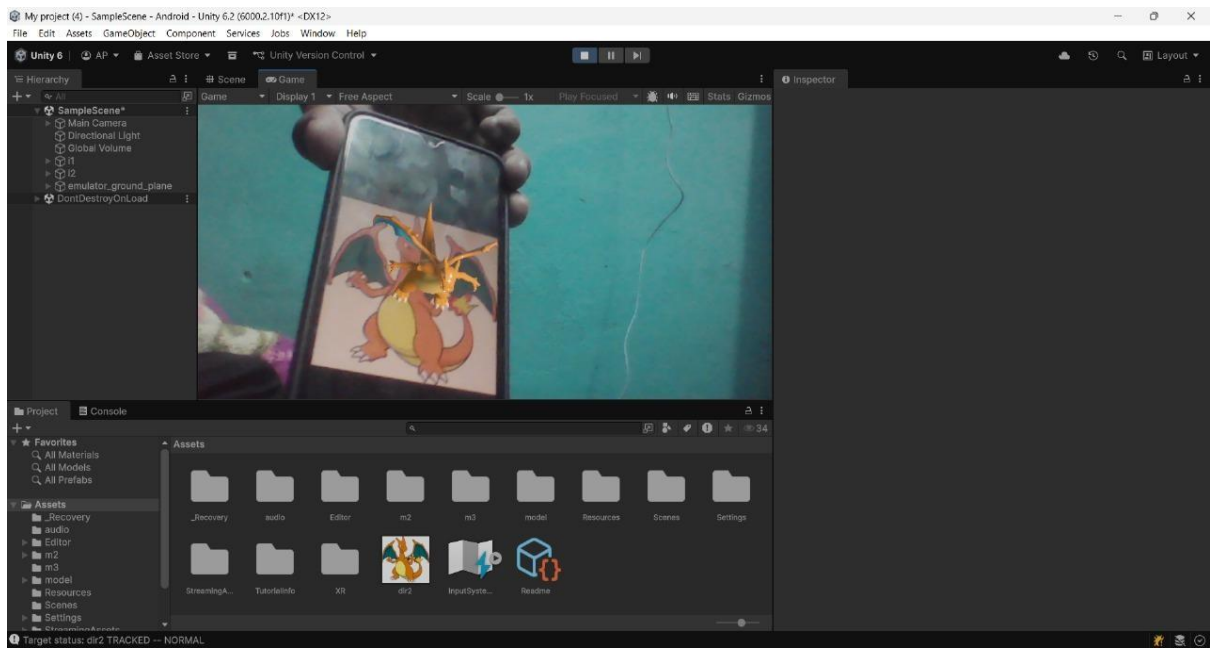 My project (4) - SampleScene - Android - Unity 6.2 (6000.2.10f1)* <DX12>
File Edit Assets GameObject Component Services Jobs Window Help
Unity 6 AP Asset Store Unity Version Control Layout
Hierarchy
All
SampleScene*
Main Camera
Directional Light
Global Volume
i1
i2
emulator_ground_plane
DontDestroyOnLoad
Scene Game
Game Display 1 Free Aspect Scale 1x Play Focused Stats Gizmos
Inspector
Project Console
34
Favorites
All Materials
All Models
All Prefabs
Assets
_Recovery
audio
Editor
m2
m3
model
Resources
Scenes
Settings
StreamingAssets
Assets
_Recovery audio Editor m2 m3 model Resources Scenes Settings
StreamingA... TutorialInfo XR dir2 InputSyste... Readme
Target status: dir2 TRACKED -- NORMAL